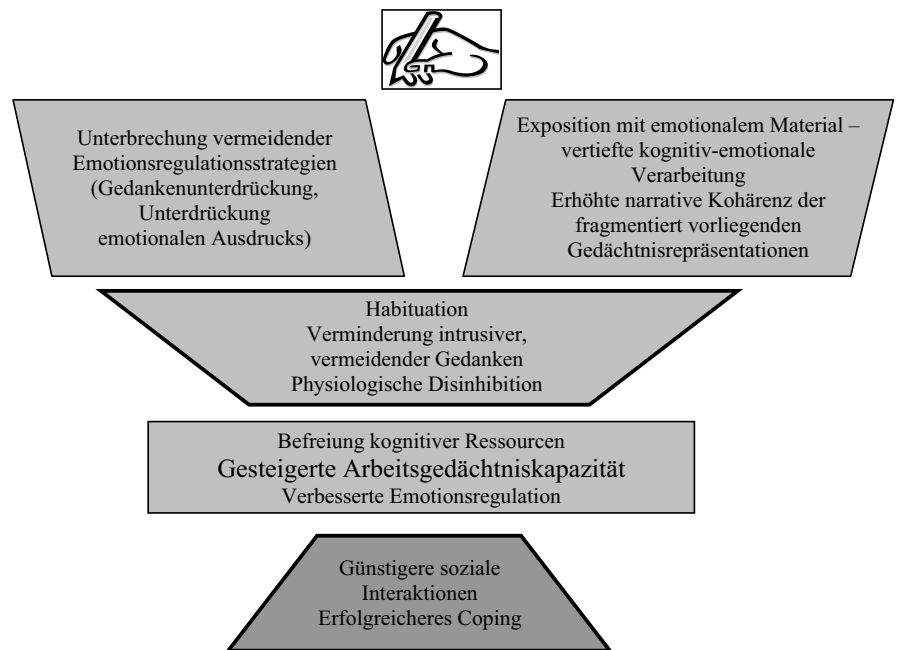 Unterbrechung vermeidender
Emotionsregulationsstrategien
(Gedankenunterdrückung,
Unterdrückung
emotionalen Ausdrucks)
Exposition mit emotionalem Material –
vertiefte kognitiv-emotionale
Verarbeitung
Erhöhte narrative Kohärenz der
fragmentiert vorliegenden
Gedächtnisrepräsentationen
Habituation
Verminderung intrusiver,
vermeidender Gedanken
Physiologische Disinhibition
Befreiung kognitiver Ressourcen
Gesteigerte Arbeitsgedächtniskapazität
Verbesserte Emotionsregulation
Günstigere soziale
Interaktionen
Erfolgreicheres Coping